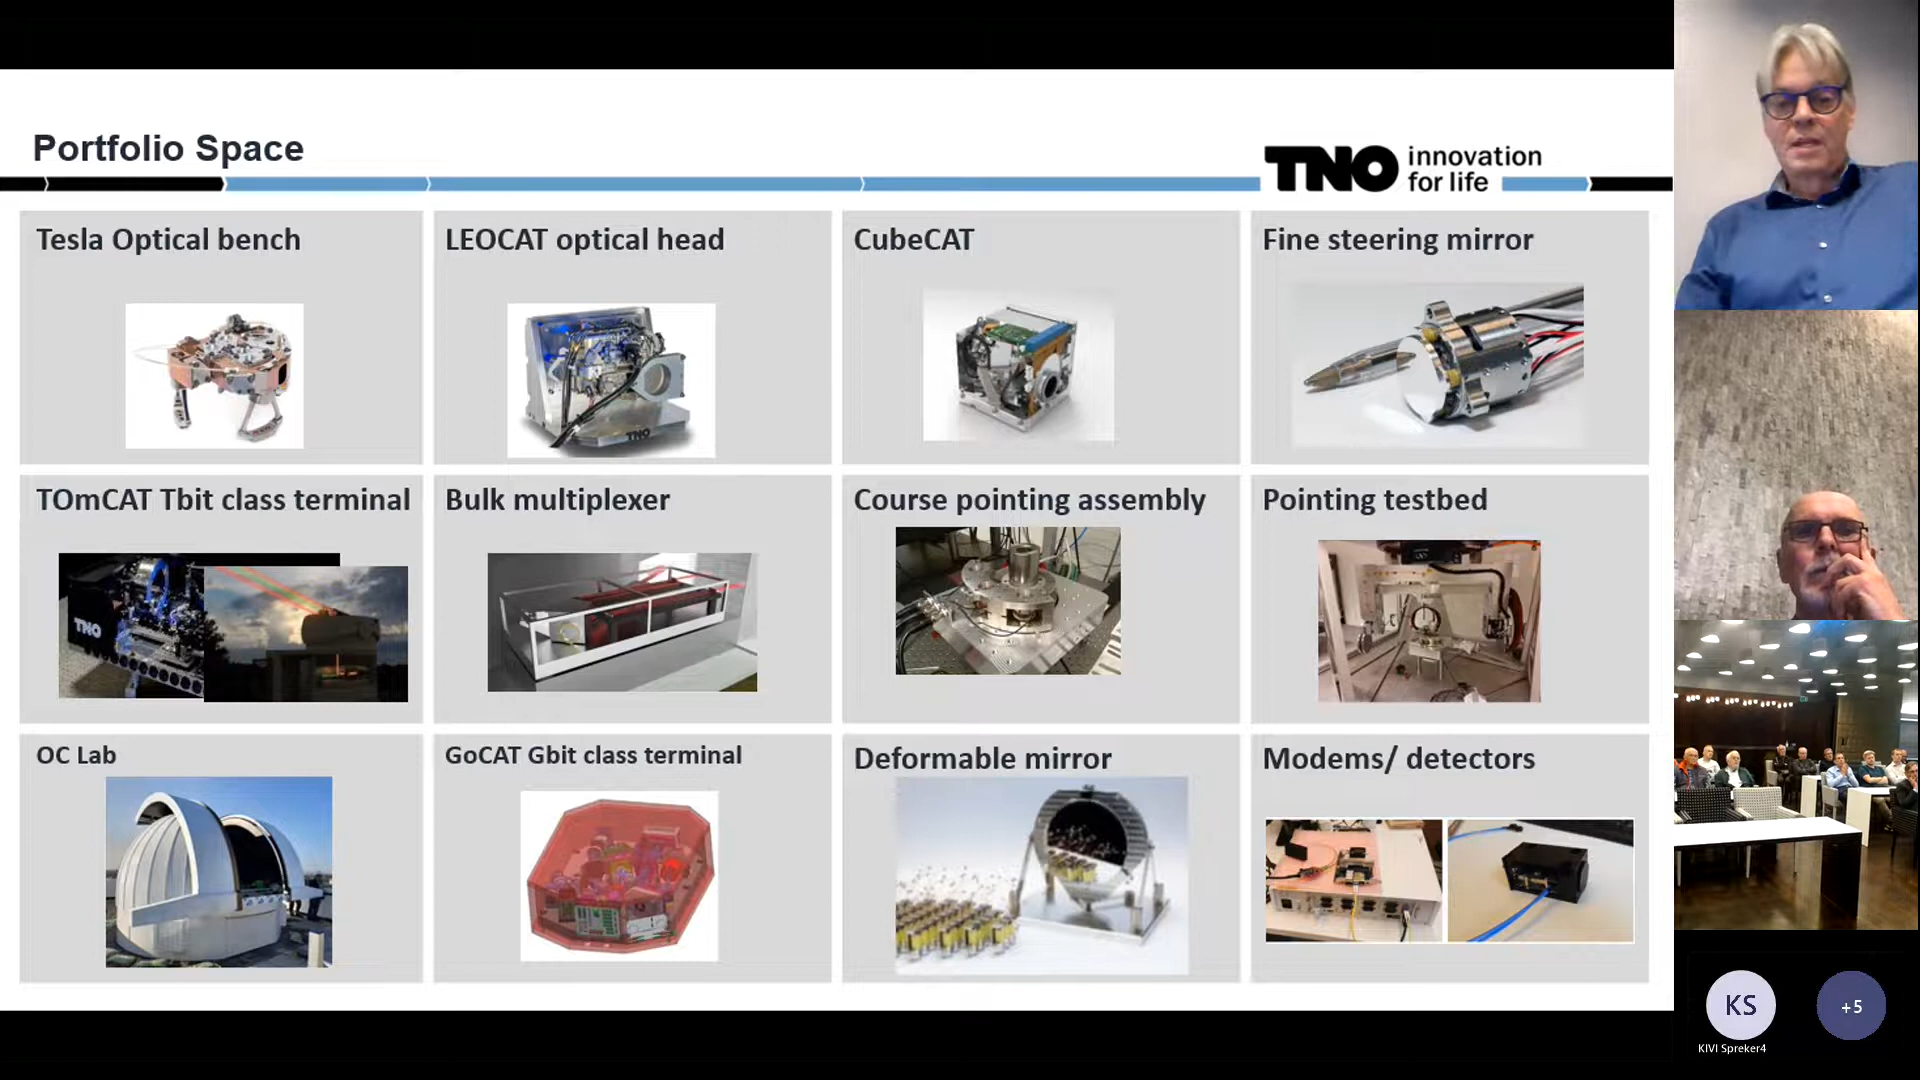 Portfolio Space
TNO innovation
for life
Tesla Optical bench
LEOCAT optical head
CubeCAT
Fine steering mirror
TNO
TOmCAT Tbit class terminal
Bulk multiplexer
Course pointing assembly
Pointing testbed
TNO
OC Lab
GoCAT Gbit class terminal
Deformable mirror
Modems/ detectors
KS
+5
KIVI Spreker4